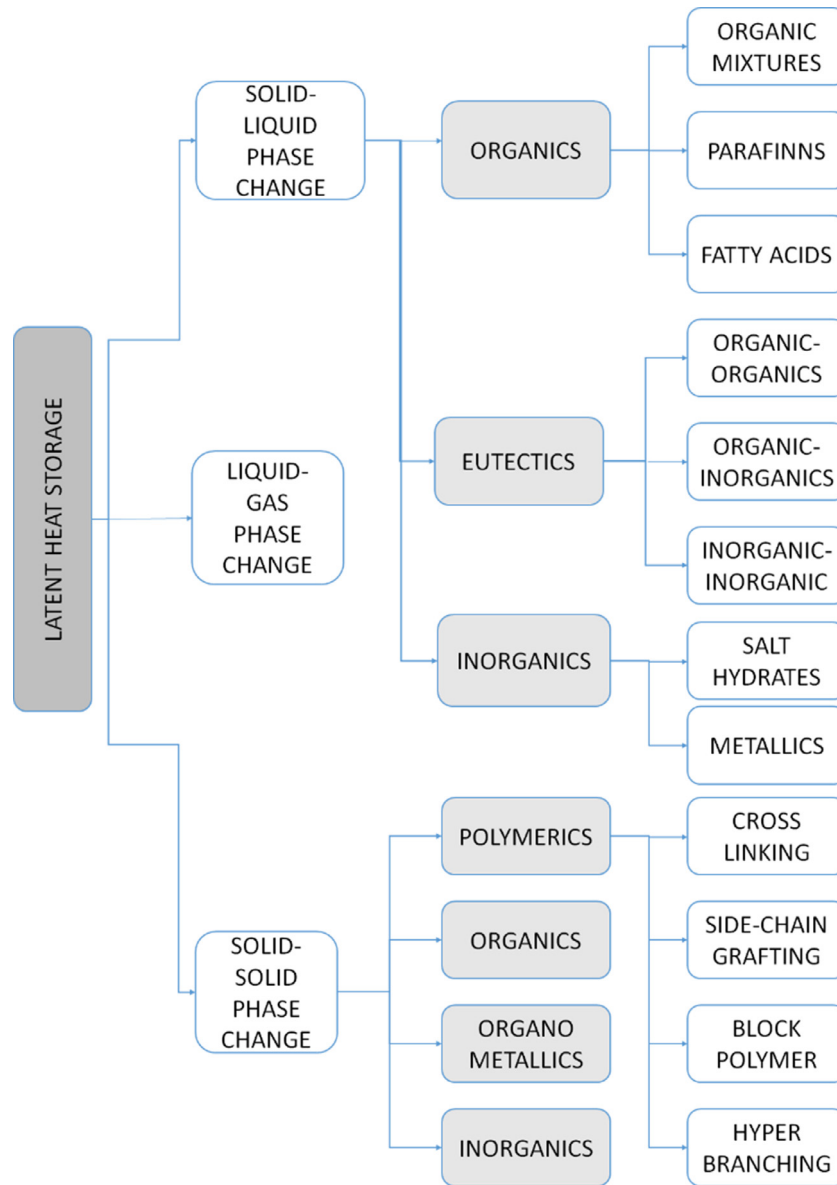 LATENT HEAT STORAGE
SOLID-
LIQUID
PHASE
CHANGE
ORGANICS
ORGANIC
MIXTURES
PARAFINNS
FATTY ACIDS
EUTECTICS
ORGANIC-
ORGANICS
ORGANIC-
INORGANICS
INORGANIC-
INORGANIC
INORGANICS
SALT
HYDRATES
METALLICS
LIQUID-
GAS
PHASE
CHANGE
SOLID-
SOLID
PHASE
CHANGE
POLYMERICS
CROSS
LINKING
SIDE-CHAIN
GRAFTING
BLOCK
POLYMER
HYPER
BRANCHING
ORGANICS
ORGANO
METALLICS
INORGANICS